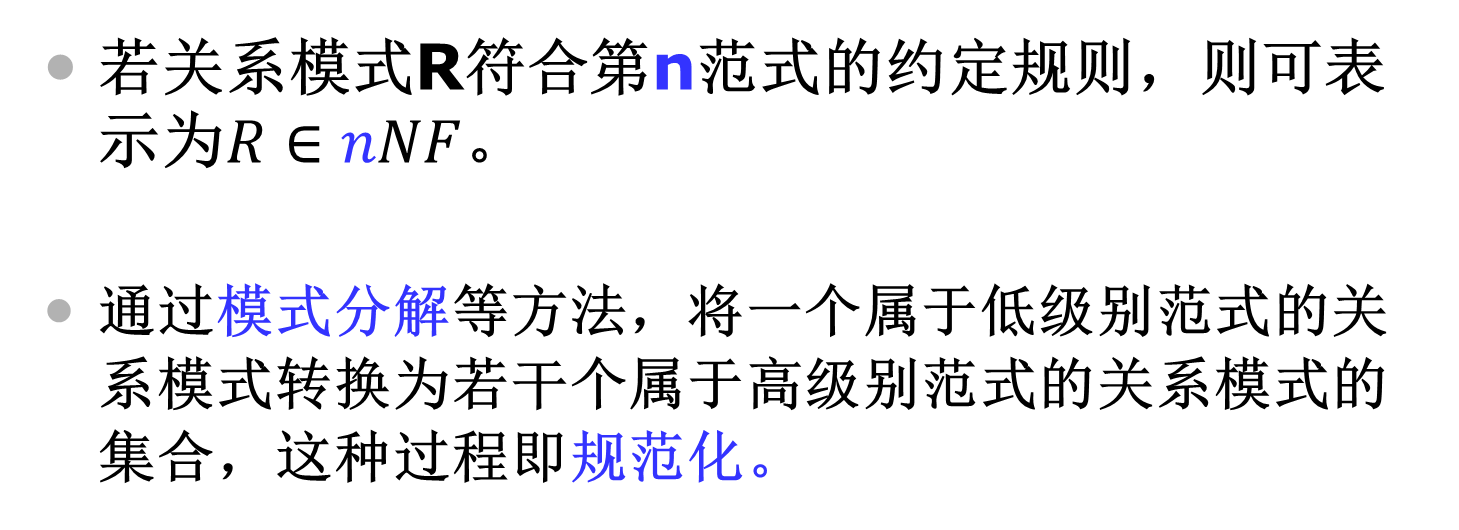 • 若关系模式R符合第n范式的约定规则，则可表
示为R ∈ nNF。
• 通过模式分解等方法，将一个属于低级别范式的关
系模式转换为若干个属于高级别范式的关系模式的
集合，这种过程即规范化。